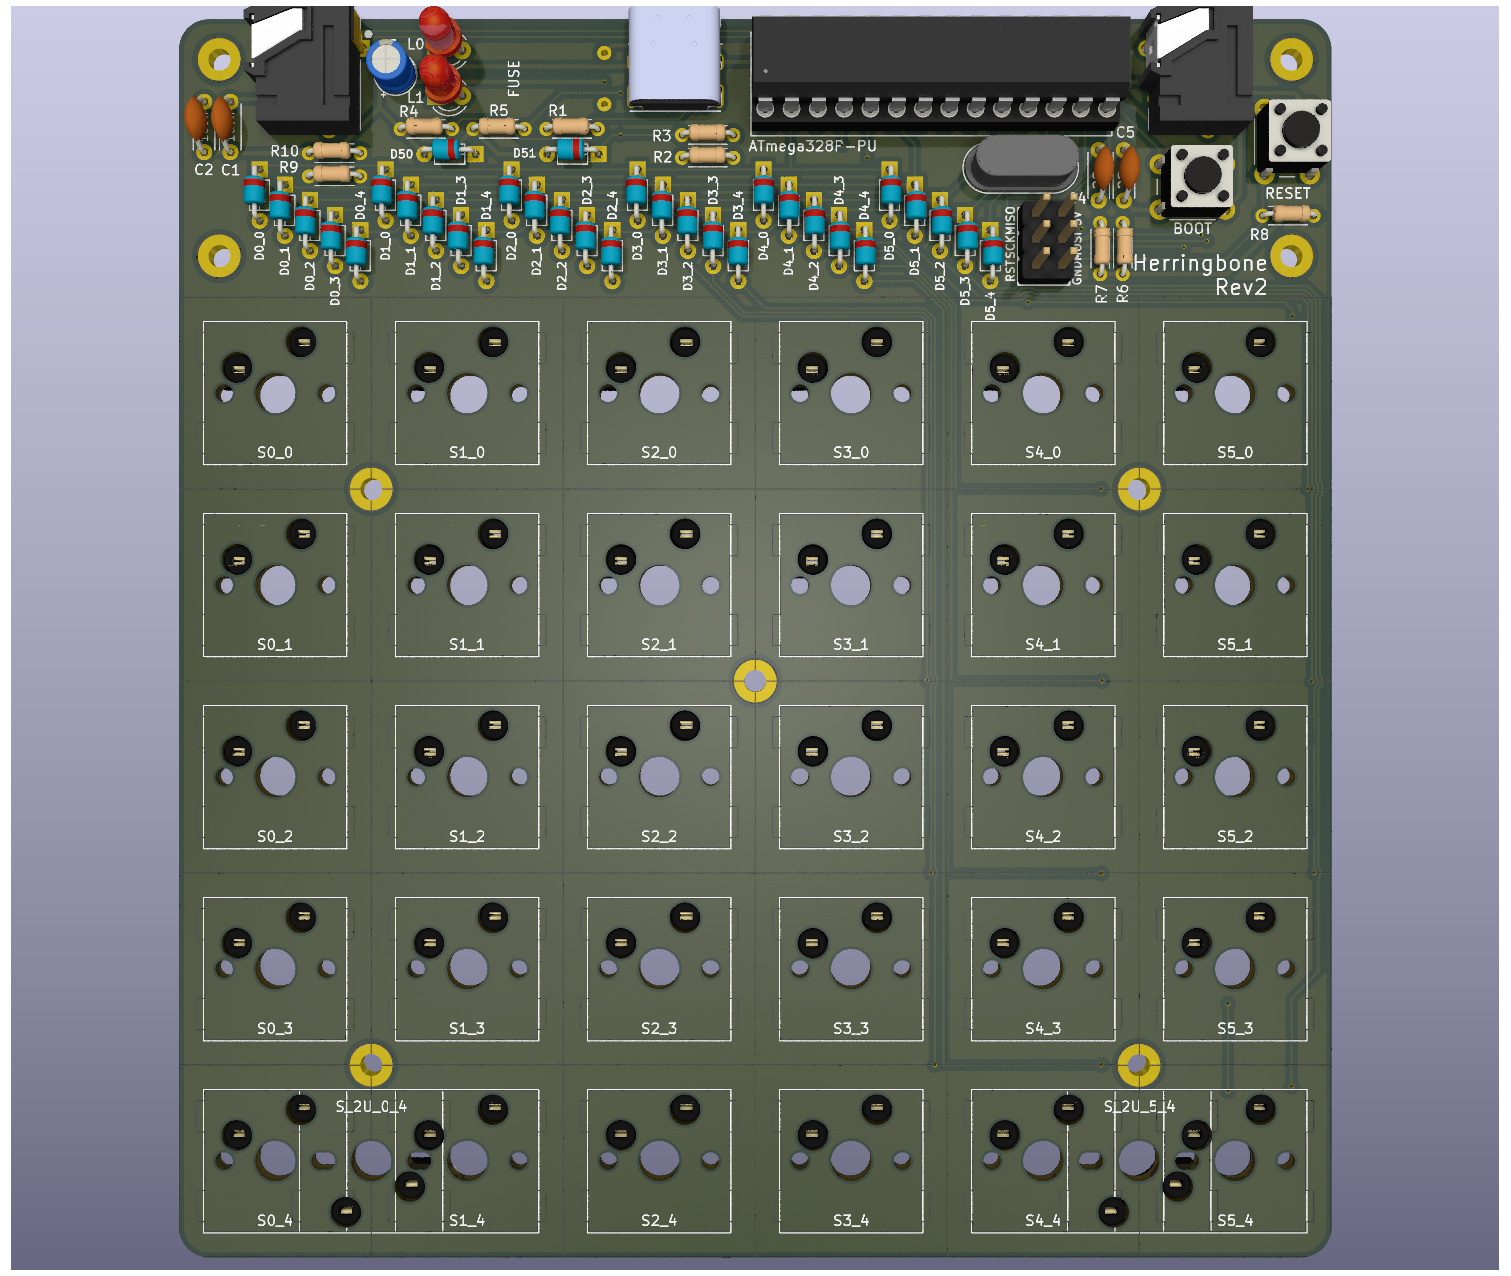 L0
L1
FUSE
R4
R5
R1
R3
R2
ATmega328P-PU
C5
C2
C1
R10
R9
D50
D51
RESET
BOOT
R8
D0_0
D0_1
D0_2
D0_3
D0_4
D1_0
D1_1
D1_2
D1_3
D1_4
D2_0
D2_1
D2_2
D2_3
D2_4
D3_0
D3_1
D3_2
D3_3
D3_4
D4_0
D4_1
D4_2
D4_3
D4_4
D5_0
D5_1
D5_2
D5_3
D5_4
RSTSCKMISO
R7
R6
Herringbone
Rev2
S0_0 S1_0 S2_0 S3_0 S4_0 S5_0
S0_1 S1_1 S2_1 S3_1 S4_1 S5_1
S0_2 S1_2 S2_2 S3_2 S4_2 S5_2
S0_3 S1_3 S2_3 S3_3 S4_3 S5_3
S_2U_0_4 S_2U_5_4
S0_4 S1_4 S2_4 S3_4 S4_4 S5_4